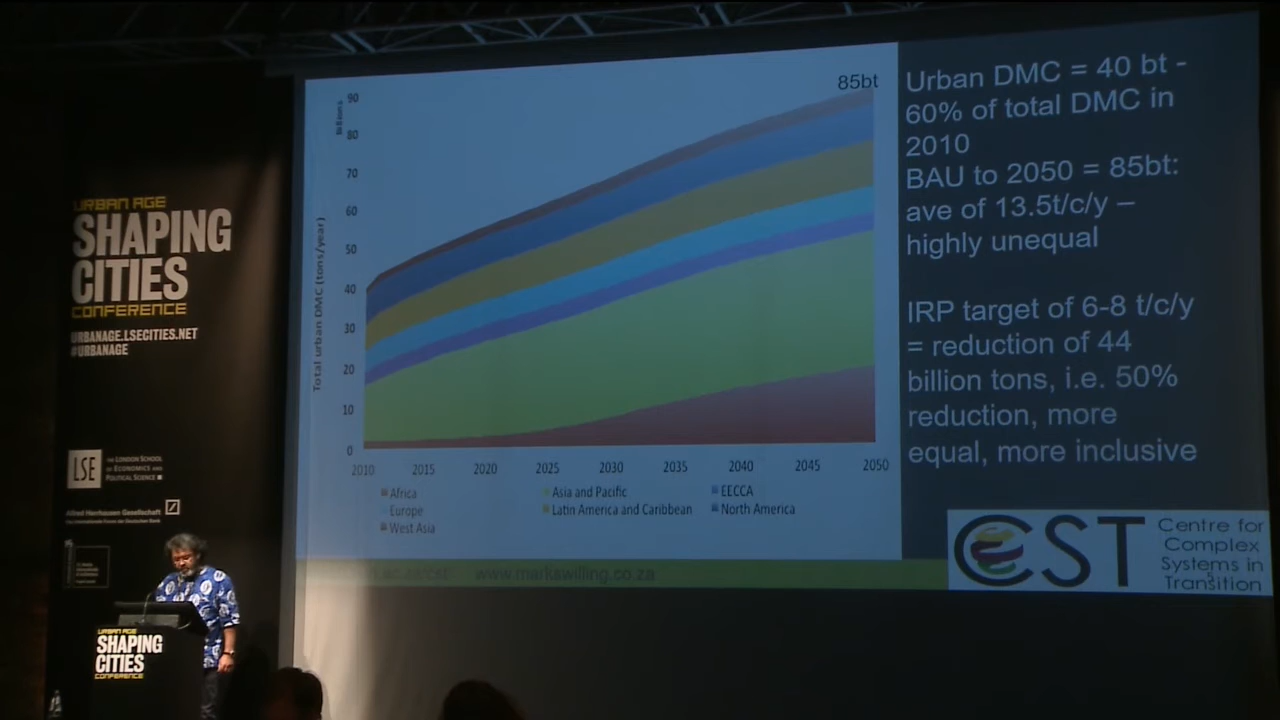 URBAN AGE
SHAPING
CITIES
CONFERENCE
URBANAGE.LSECITIES.NET
#URBANAGE
LSE
THE LONDON SCHOOL
OF ECONOMICS AND
POLITICAL SCIENCE
Alfred Herrhausen Gesellschaft
URBAN AGE
SHAPING
CITIES
CONFERENCE
85bt
Billions
90
80
70
60
50
40
30
20
10
0
Total urban DMC (tons/year)
2010 2015 2020 2025 2030 2035 2040 2045 2050
Africa Asia and Pacific EECCA
Europe Latin America and Caribbean North America
West Asia
www.markswilling.co.za
Urban DMC = 40 bt -
60% of total DMC in
2010
BAU to 2050 = 85bt:
ave of 13.5t/c/y –
highly unequal
IRP target of 6-8 t/c/y
= reduction of 44
billion tons, i.e. 50%
reduction, more
equal, more inclusive
CST
Centre for
Complex
Systems in
Transition